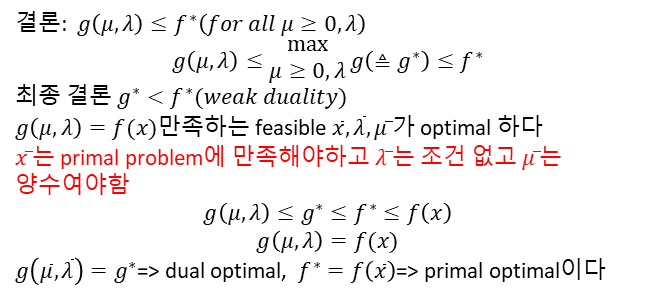 결론: g(μ, λ) ≤ f*(for all μ ≥ 0, λ)
g(μ, λ) ≤ max μ ≥ 0, λ g(≜ g*) ≤ f*
최종 결론 g* < f*(weak duality)
g(μ, λ) = f(x)만족하는 feasible x̄, λ̄, μ̄가 optimal 하다
x̄는 primal problem에 만족해야하고 λ̄는 조건 없고 μ̄는
양수여야함
g(μ, λ) ≤ g* ≤ f* ≤ f(x)
g(μ, λ) = f(x)
g(μ̄, λ̄) = g*=> dual optimal, f* = f(x̄)=> primal optimal이다